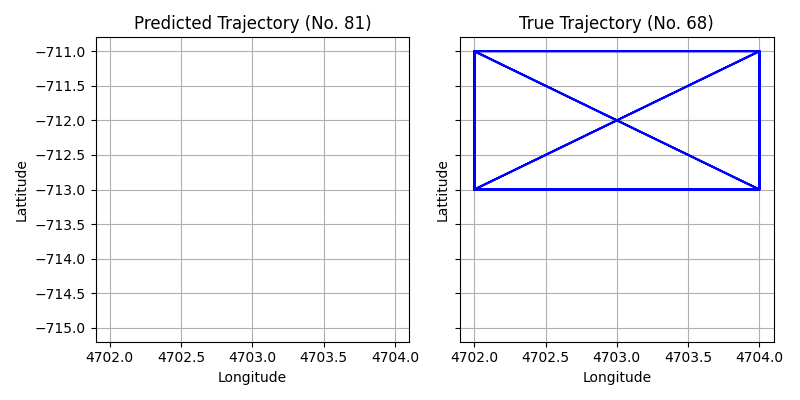 Predicted Trajectory (No. 81)
True Trajectory (No. 68)
−711.0
−711.5
−712.0
−712.5
−713.0
−713.5
−714.0
−714.5
−715.0
Lattitude
Lattitude
4702.0 4702.5 4703.0 4703.5 4704.0
4702.0 4702.5 4703.0 4703.5 4704.0
Longitude
Longitude